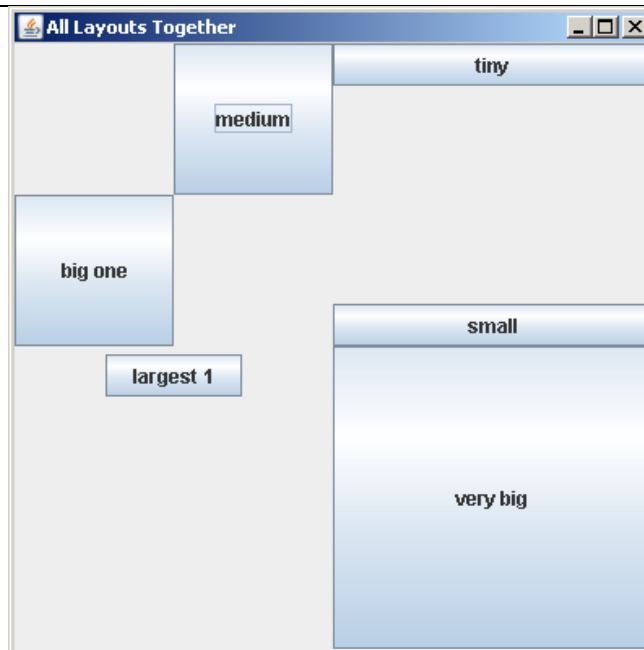 All Layouts Together
tiny
medium
big one
small
largest 1
very big